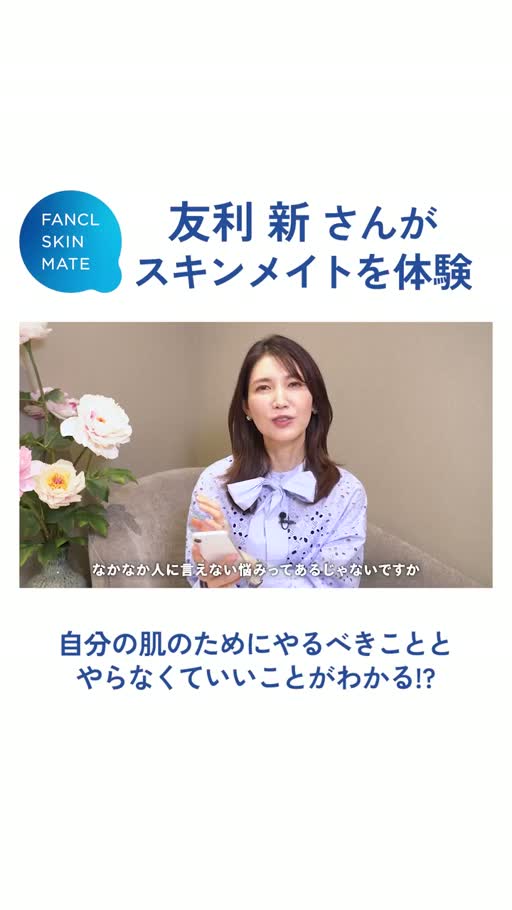 FANCL
SKIN
MATE
友利 新 さんが
スキンメイトを体験
なかなか人に言えない悩みってあるじゃないですか
自分の肌のためにやるべきことと
やらなくていいことがわかる!?